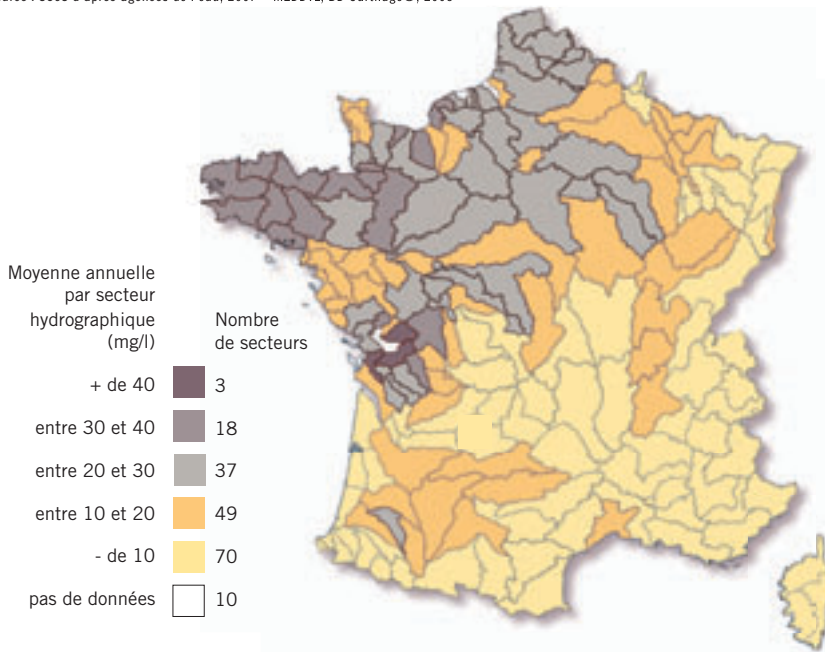 Moyenne annuelle
par secteur
hydrographique
(mg/l)
Nombre
de secteurs
+ de 40 3
entre 30 et 40 18
entre 20 et 30 37
entre 10 et 20 49
- de 10 70
pas de données 10